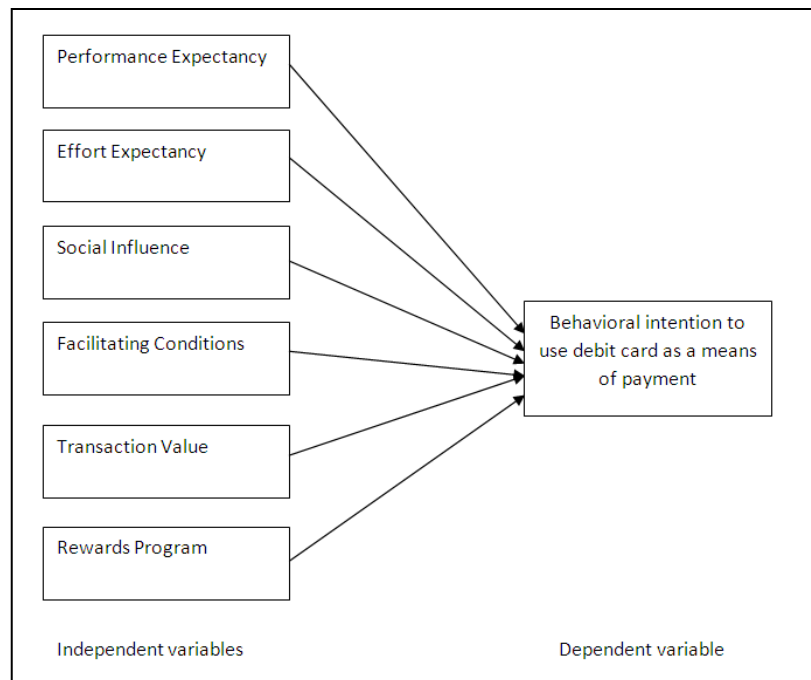 Performance Expectancy
Effort Expectancy
Social Influence
Facilitating Conditions
Transaction Value
Rewards Program
Behavioral intention to
use debit card as a means
of payment
Independent variables
Dependent variable